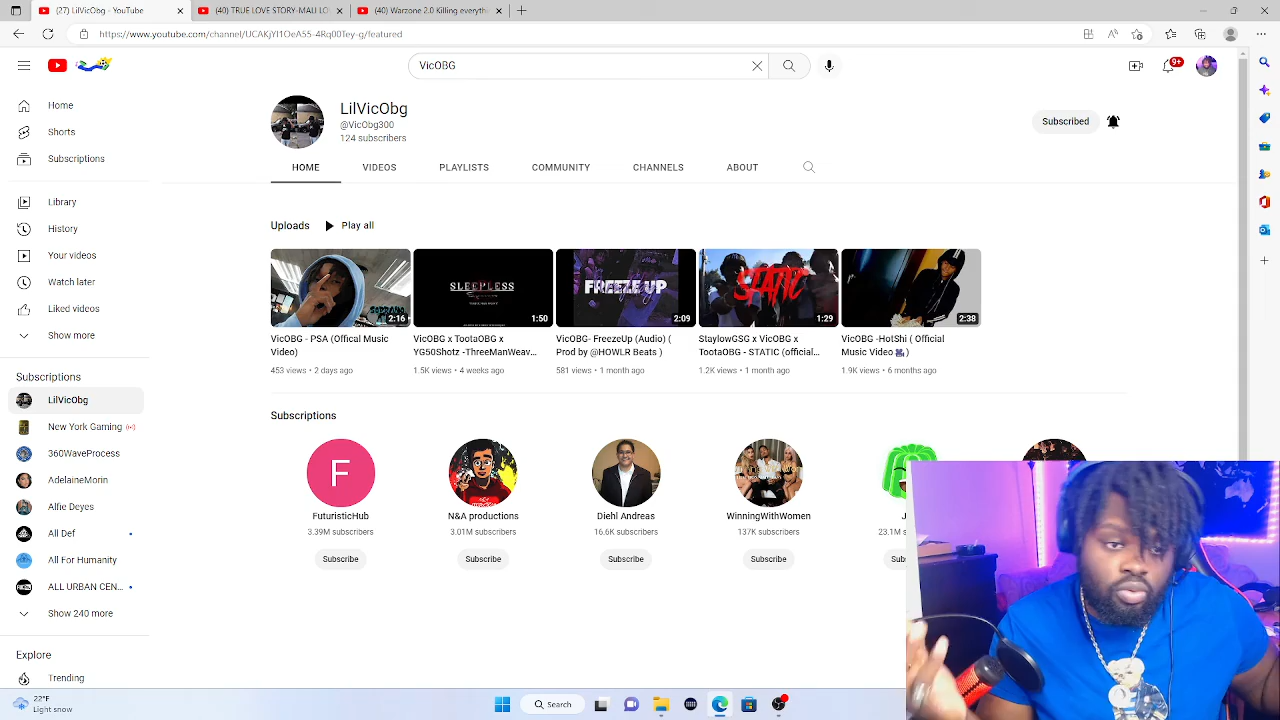 (27) LilVicObg - YouTube
(40) TRUE LOVE STORY-MALI LO
(40) Warzone 2.0 Killing everyth
https://www.youtube.com/channel/UCAKjYI1OeA55-4Rq00Tey-g/featured
VicOBG
9+
LilVicObg
@VicObg300
124 subscribers
Subscribed
HOME
VIDEOS
PLAYLISTS
COMMUNITY
CHANNELS
ABOUT
Home
Shorts
Subscriptions
Library
History
Your videos
Watch later
Liked videos
Show more
Subscriptions
LilVicObg
New York Gaming
360WaveProcess
AdelaineMorin
Alfie Deyes
All Def
All For Humanity
ALL URBAN CEN...
Show 240 more
Explore
Trending
Uploads
Play all
2:16
SLEEPLESS
1:50
FREEZE UP
2:09
STATIC
1:29
2:38
VicOBG - PSA (Offical Music
Video)
453 views • 2 days ago
VicOBG x TootaOBG x
YG50Shotz -ThreeManWeav...
1.5K views • 4 weeks ago
VicOBG- FreezeUp (Audio) (
Prod by @HOWLR Beats )
581 views • 1 month ago
StaylowGSG x VicOBG x
TootaOBG - STATIC (official...
1.2K views • 1 month ago
VicOBG -HotShi ( Official
Music Video 🎥 )
1.9K views • 6 months ago
Subscriptions
F
FuturisticHub
3.39M subscribers
Subscribe
N&A productions
3.01M subscribers
Subscribe
Diehl Andreas
16.6K subscribers
Subscribe
WinningWithWomen
137K subscribers
Subscribe
J
23.1M s
Sub
22°F
Light snow
Search